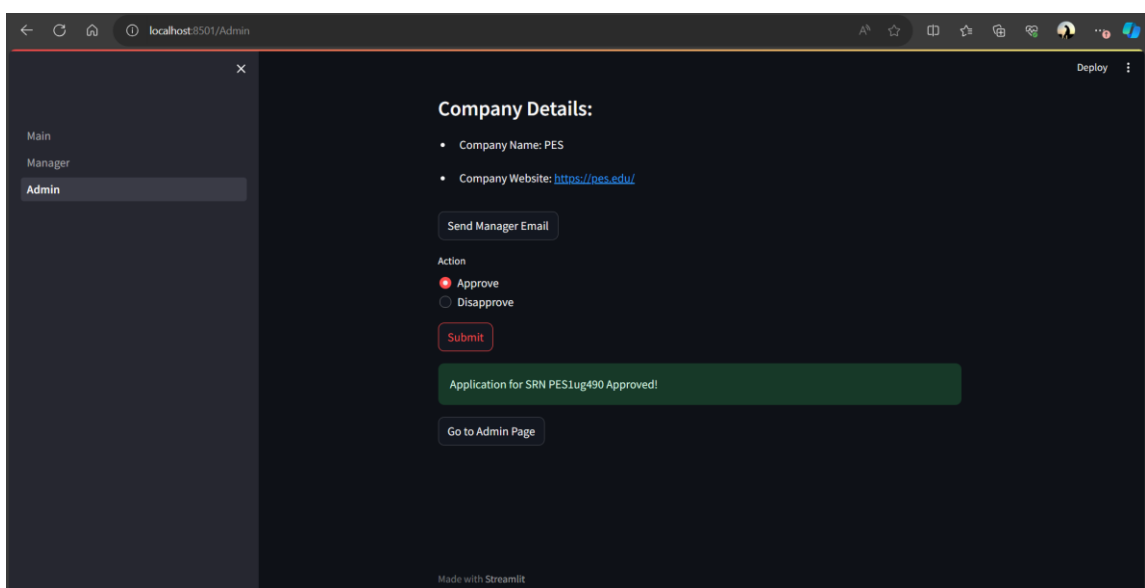 localhost:8501/Admin
Deploy
Main
Manager
Admin
Company Details:
Company Name: PES
Company Website: https://pes.edu/
Send Manager Email
Action
Approve
Disapprove
Submit
Application for SRN PES1ug490 Approved!
Go to Admin Page
Made with Streamlit